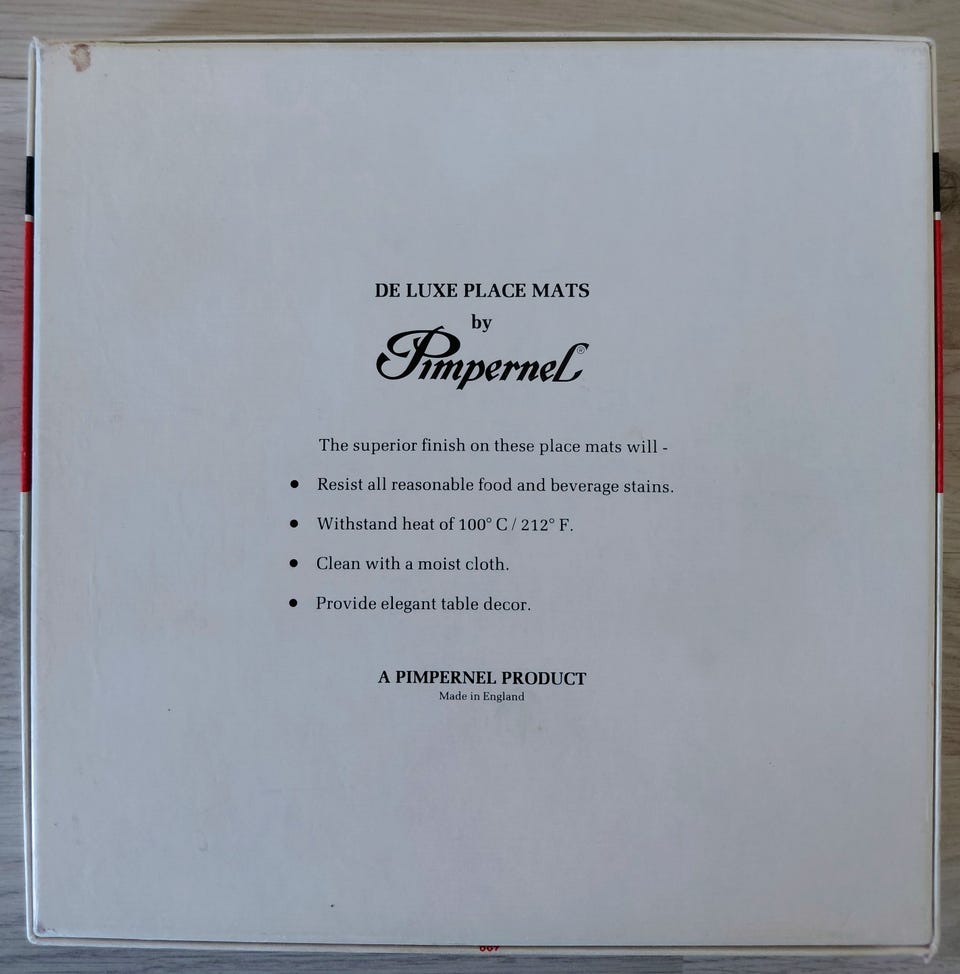 DE LUXE PLACE MATS
by
Pimpernel®
The superior finish on these place mats will -
• Resist all reasonable food and beverage stains.
• Withstand heat of 100° C / 212° F.
• Clean with a moist cloth.
• Provide elegant table decor.
A PIMPERNEL PRODUCT
Made in England